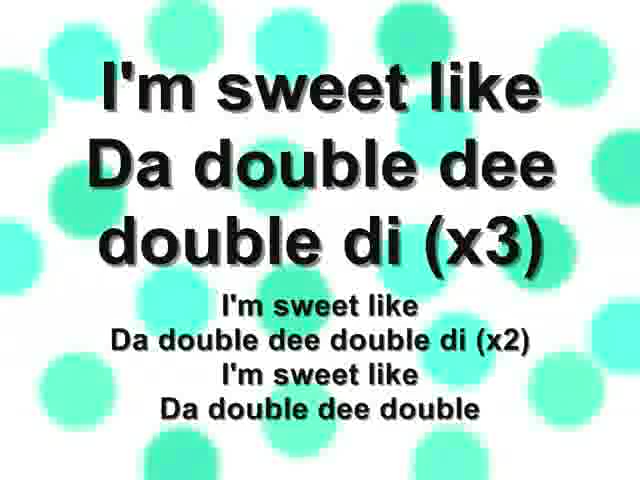 I'm sweet like
Da double dee
double di (x3)
I'm sweet like
Da double dee double di (x2)
I'm sweet like
Da double dee double